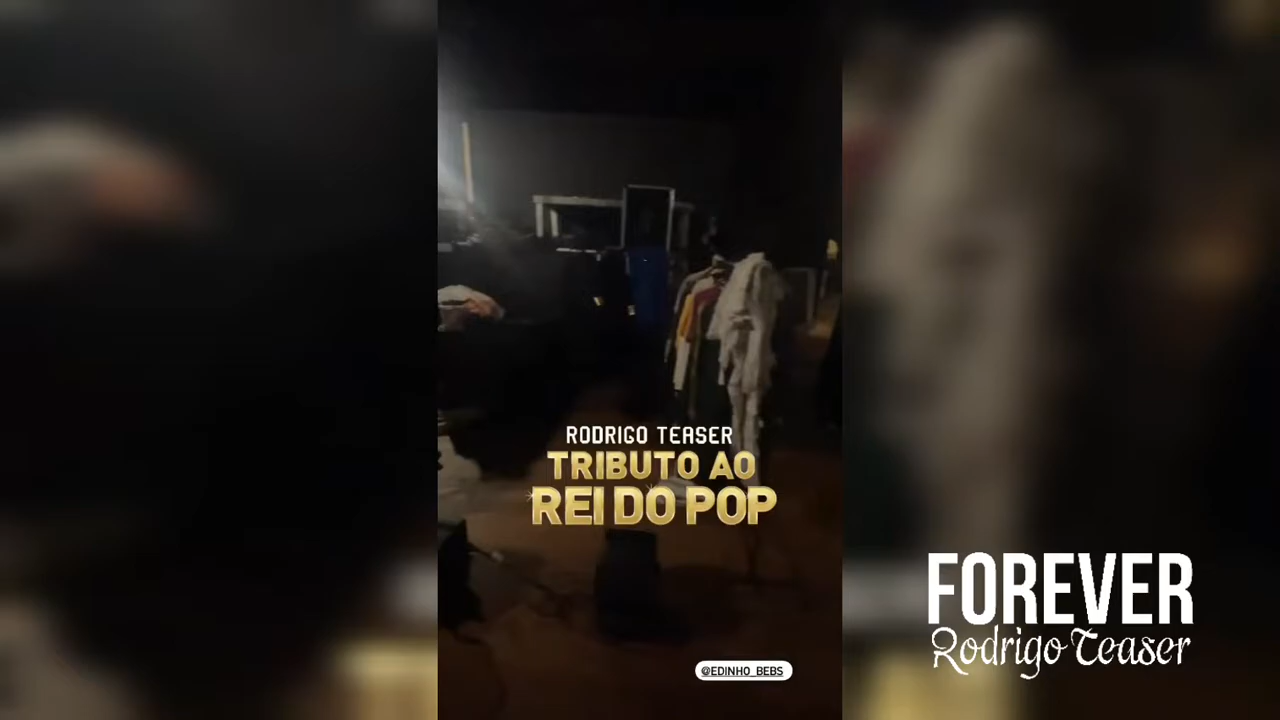 RODRIGO TEASER
TRIBUTO AO
REI DO POP
@EDINHO_BEBS
FOREVER
Rodrigo Teaser